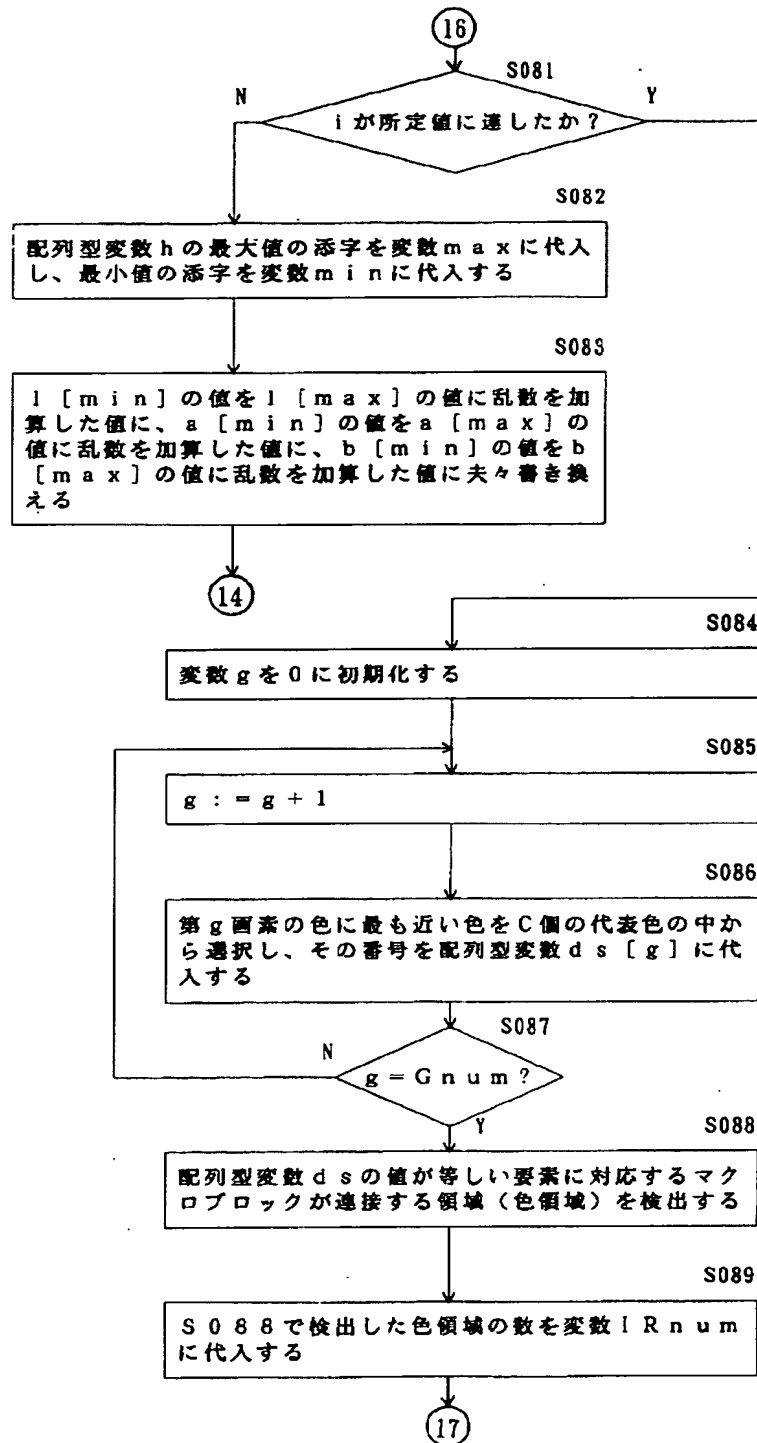 16
S081
N
Y
iが所定値に達したか？
S082
配列型変数hの最大値の添字を変数maxに代入
し、最小値の添字を変数minに代入する
S083
l［min］の値をl［max］の値に乱数を加
算した値に、a［min］の値をa［max］の
値に乱数を加算した値に、b［min］の値をb
［max］の値に乱数を加算した値に夫々書き換
える
14
S084
変数gを0に初期化する
S085
g：＝g＋1
S086
第g画素の色に最も近い色をC個の代表色の中か
ら選択し、その番号を配列型変数ds［g］に代
入する
S087
N
g＝Gnum？
Y
S088
配列型変数dsの値が等しい要素に対応するマク
ロブロックが連接する領域（色領域）を検出する
S089
S088で検出した色領域の数を変数IRnum
に代入する
17